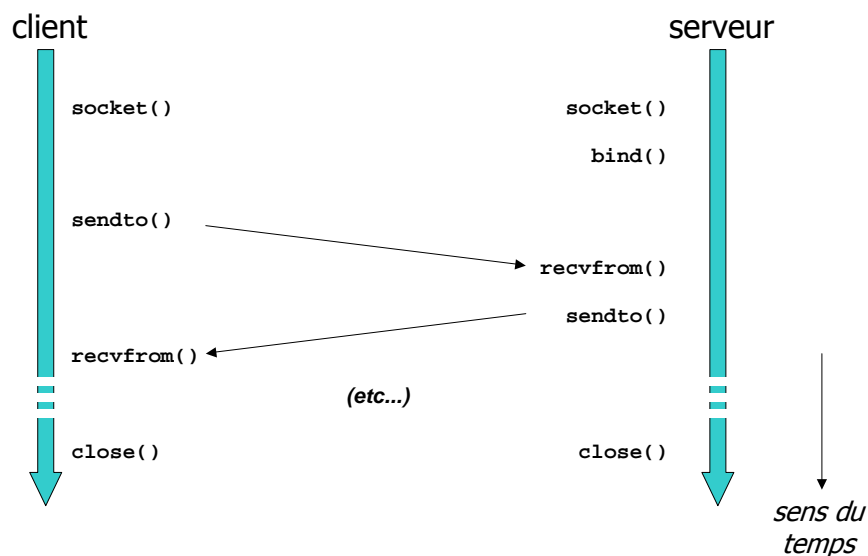 client
serveur
socket()
socket()
bind()
sendto()
recvfrom()
sendto()
recvfrom()
(etc...)
close()
close()
sens du
temps